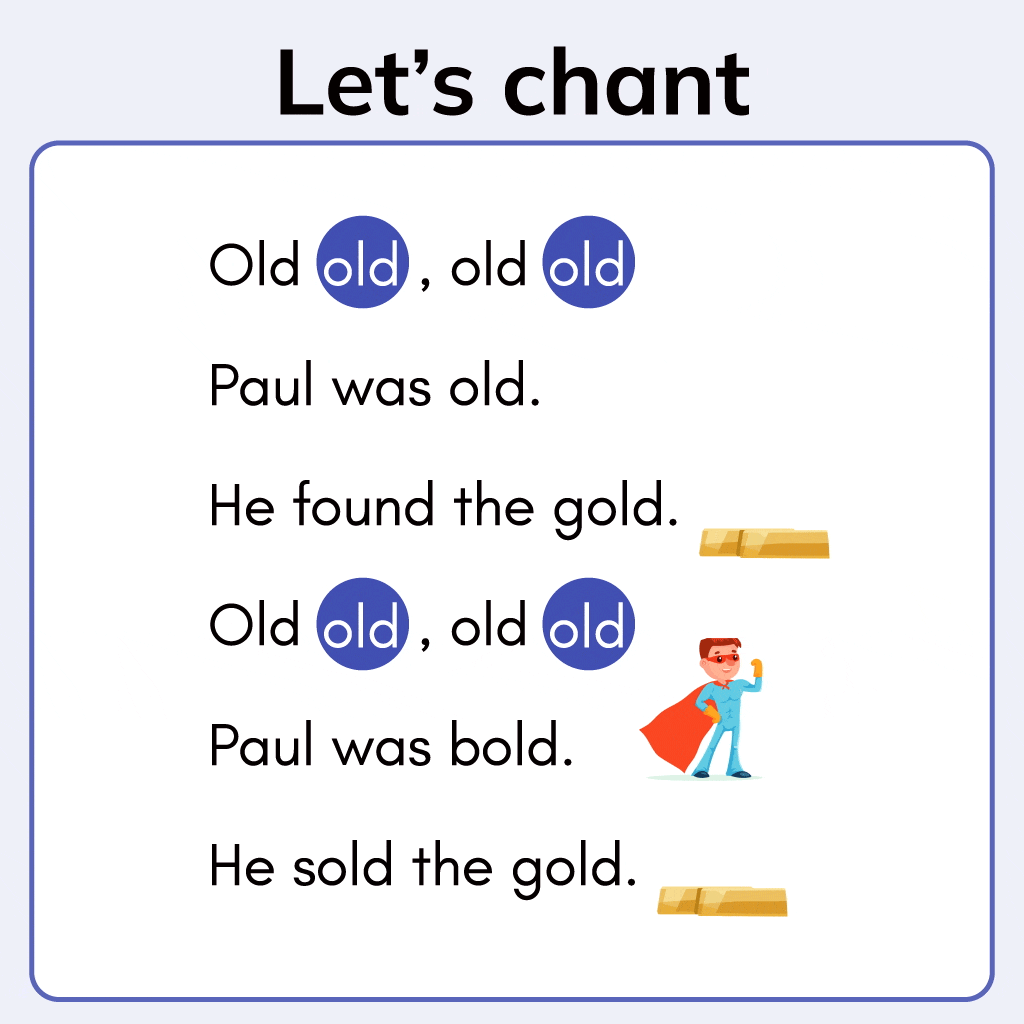 Let’s chant
Old old , old old
Paul was old.
He found the gold.
Old old , old old
Paul was bold.
He sold the gold.